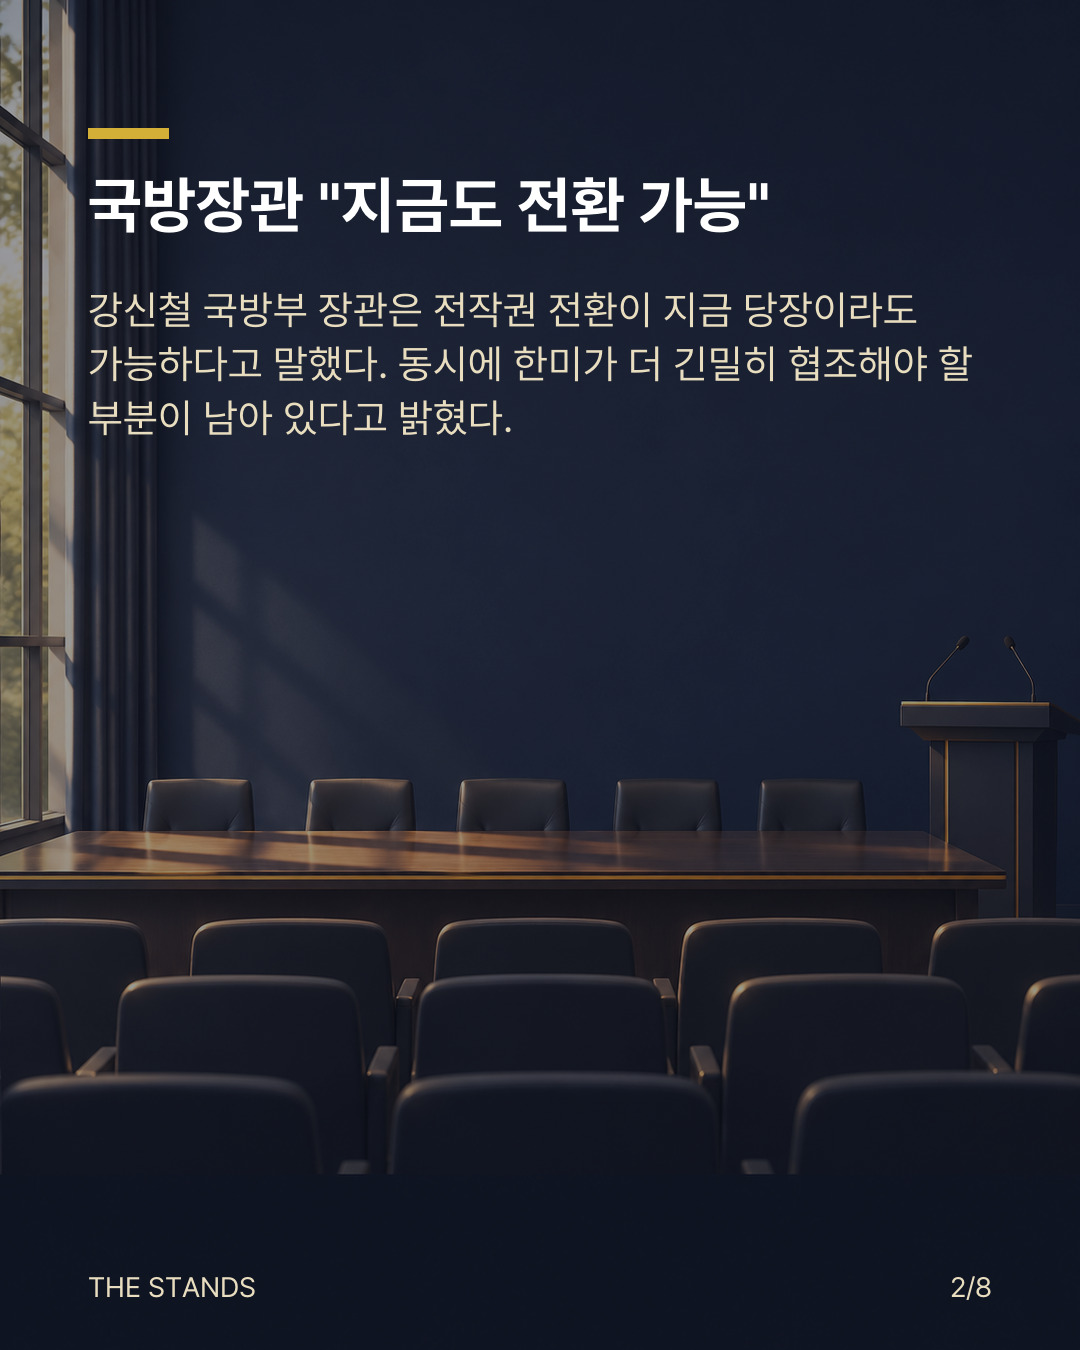 국방장관 "지금도 전환 가능"
강신철 국방부 장관은 전작권 전환이 지금 당장이라도
가능하다고 말했다. 동시에 한미가 더 긴밀히 협조해야 할
부분이 남아 있다고 밝혔다.
THE STANDS
2/8